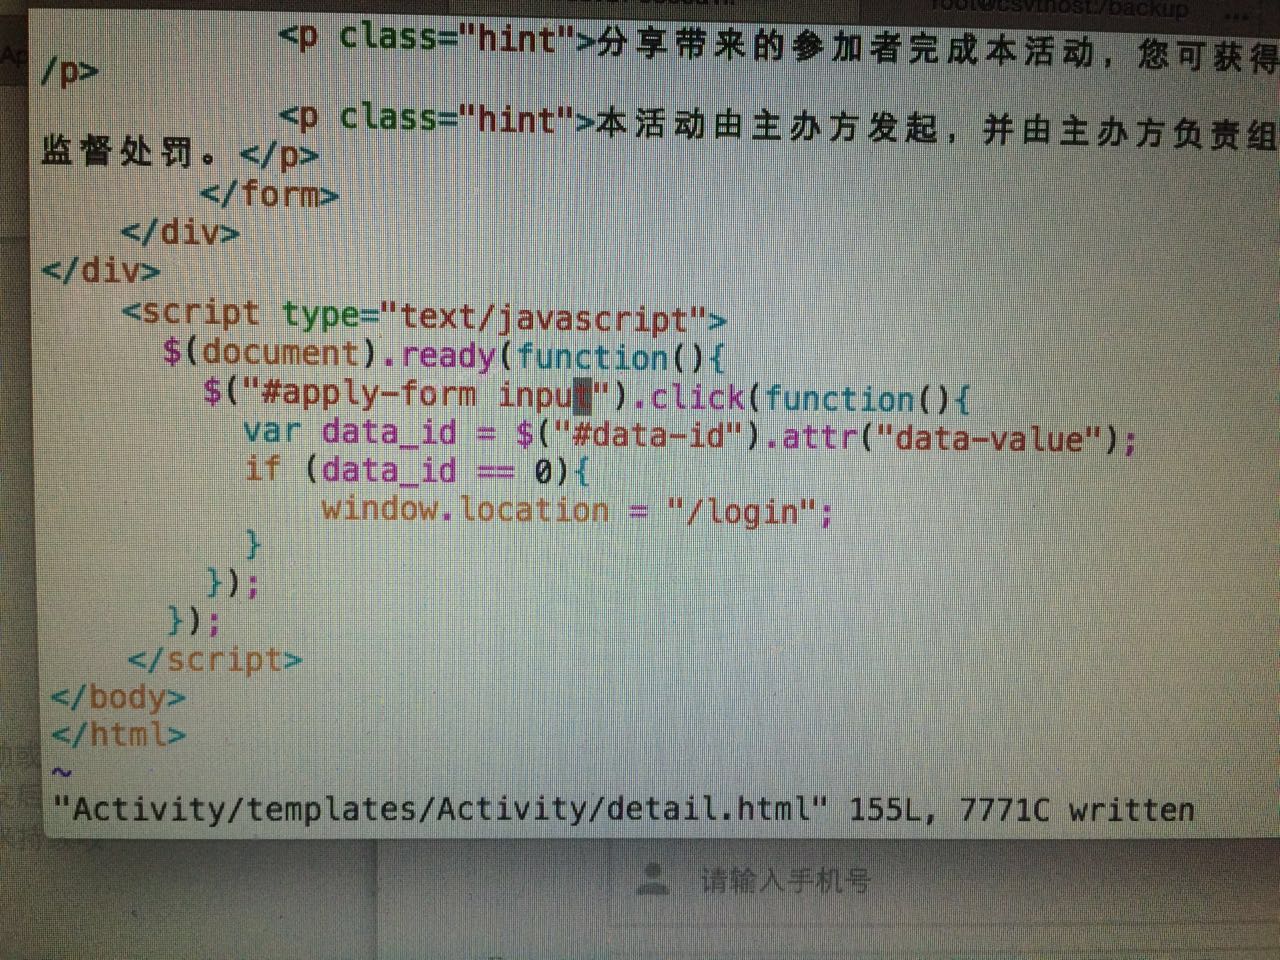 root@csvthost:/backup ...
<p class="hint">分享带来的参加者完成本活动，您可获得
/p>
<p class="hint">本活动由主办方发起，并由主办方负责组
监督处罚。</p>
</form>
</div>
</div>
<script type="text/javascript">
$(document).ready(function(){
$("#apply-form input").click(function(){
var data_id = $("#data-id").attr("data-value");
if (data_id == 0){
window.location = "/login";
}
});
});
</script>
</body>
</html>
~
"Activity/templates/Activity/detail.html" 155L, 7771C written
请输入手机号